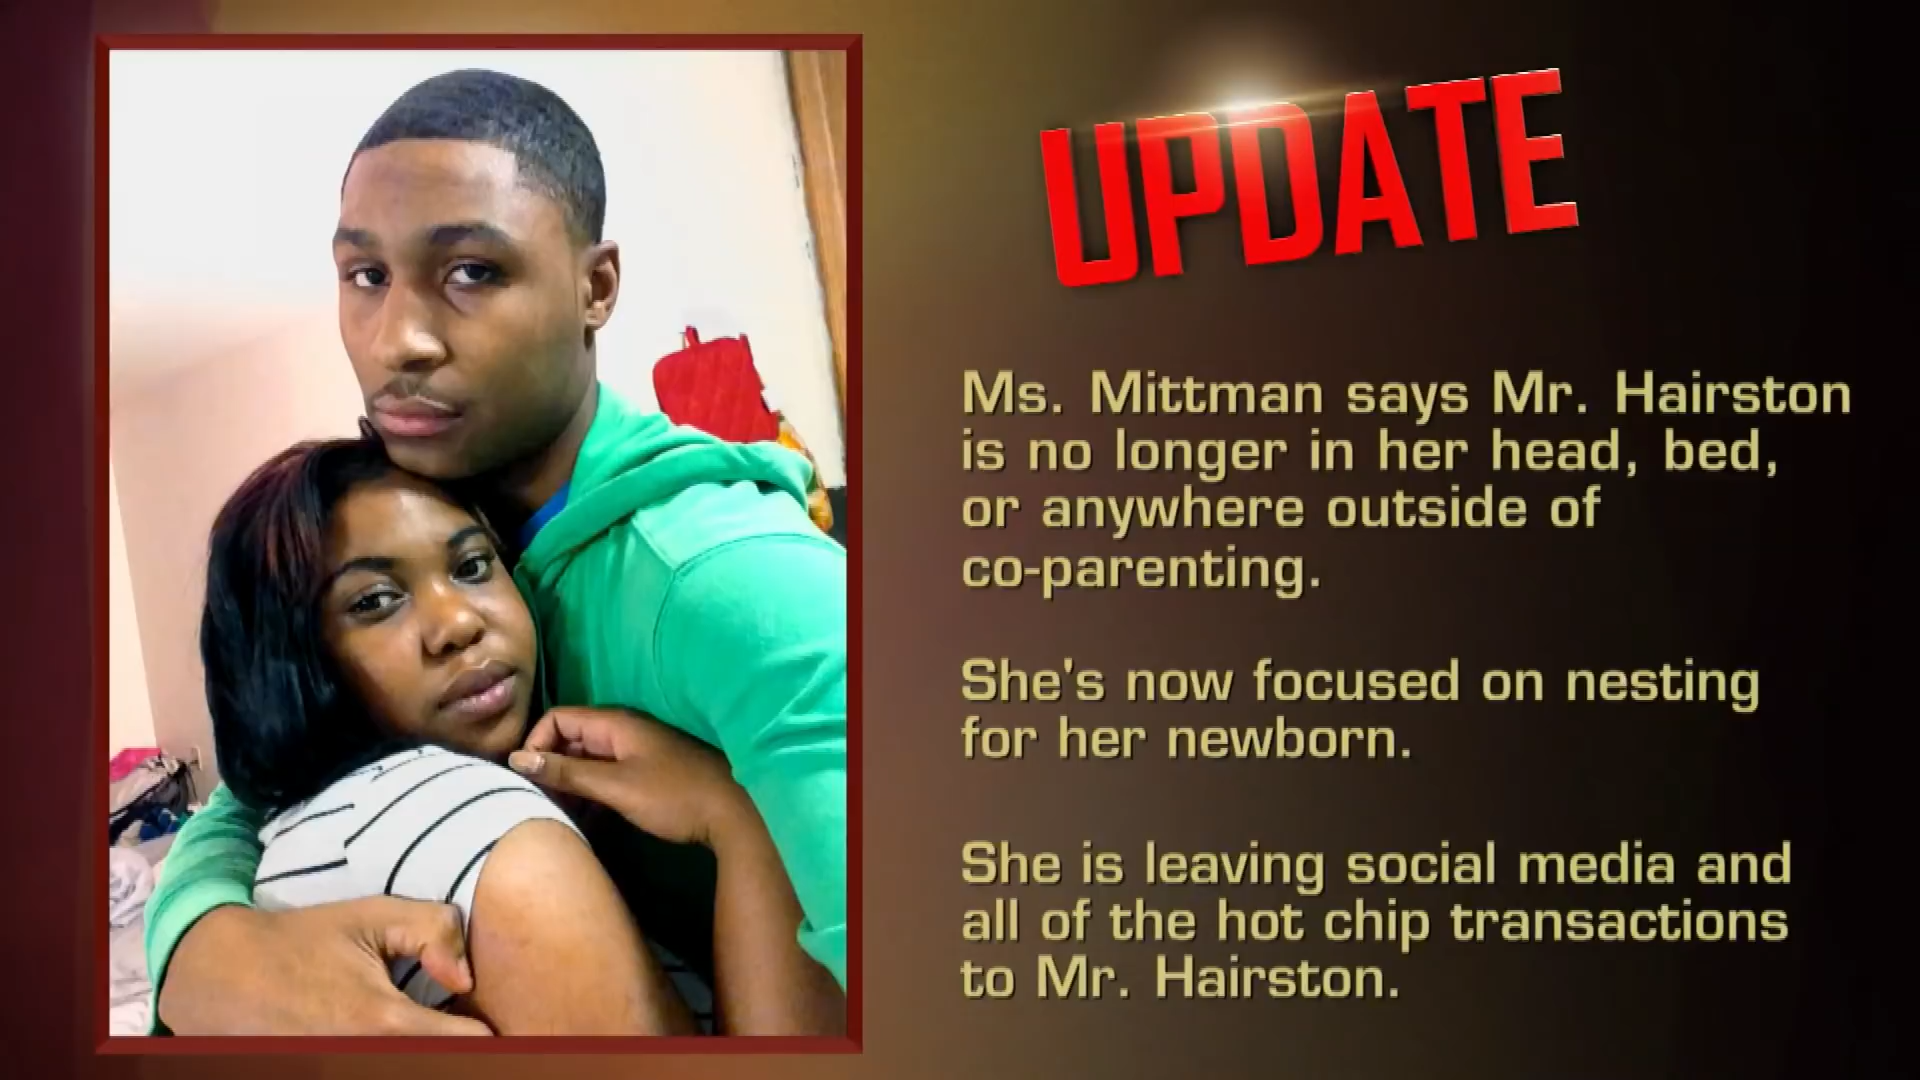 UPDATE
Ms. Mittman says Mr. Hairston
is no longer in her head, bed,
or anywhere outside of
co-parenting.
She's now focused on nesting
for her newborn.
She is leaving social media and
all of the hot chip transactions
to Mr. Hairston.